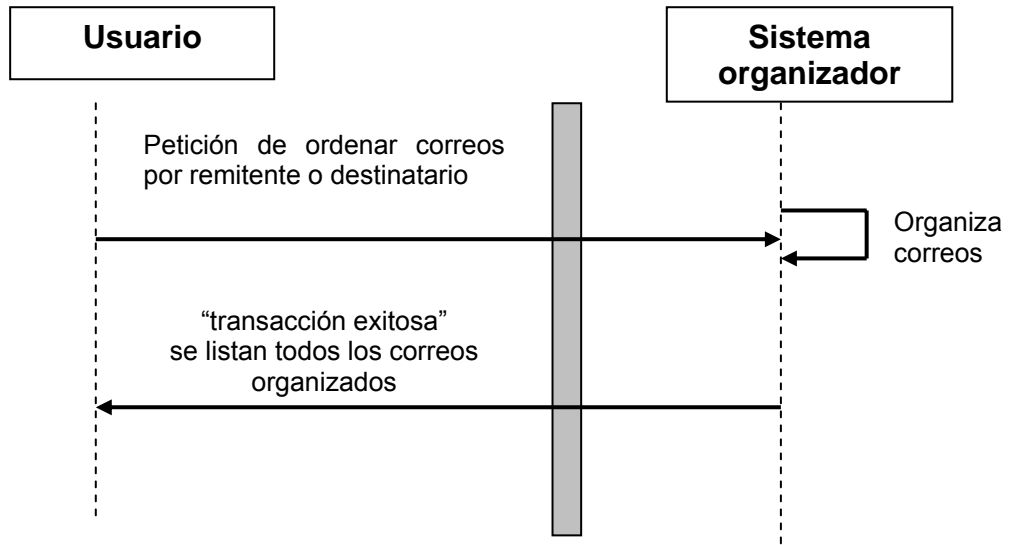 Usuario
Sistema
organizador
Petición de ordenar correos
por remitente o destinatario
Organiza
correos
“transacción exitosa”
se listan todos los correos
organizados